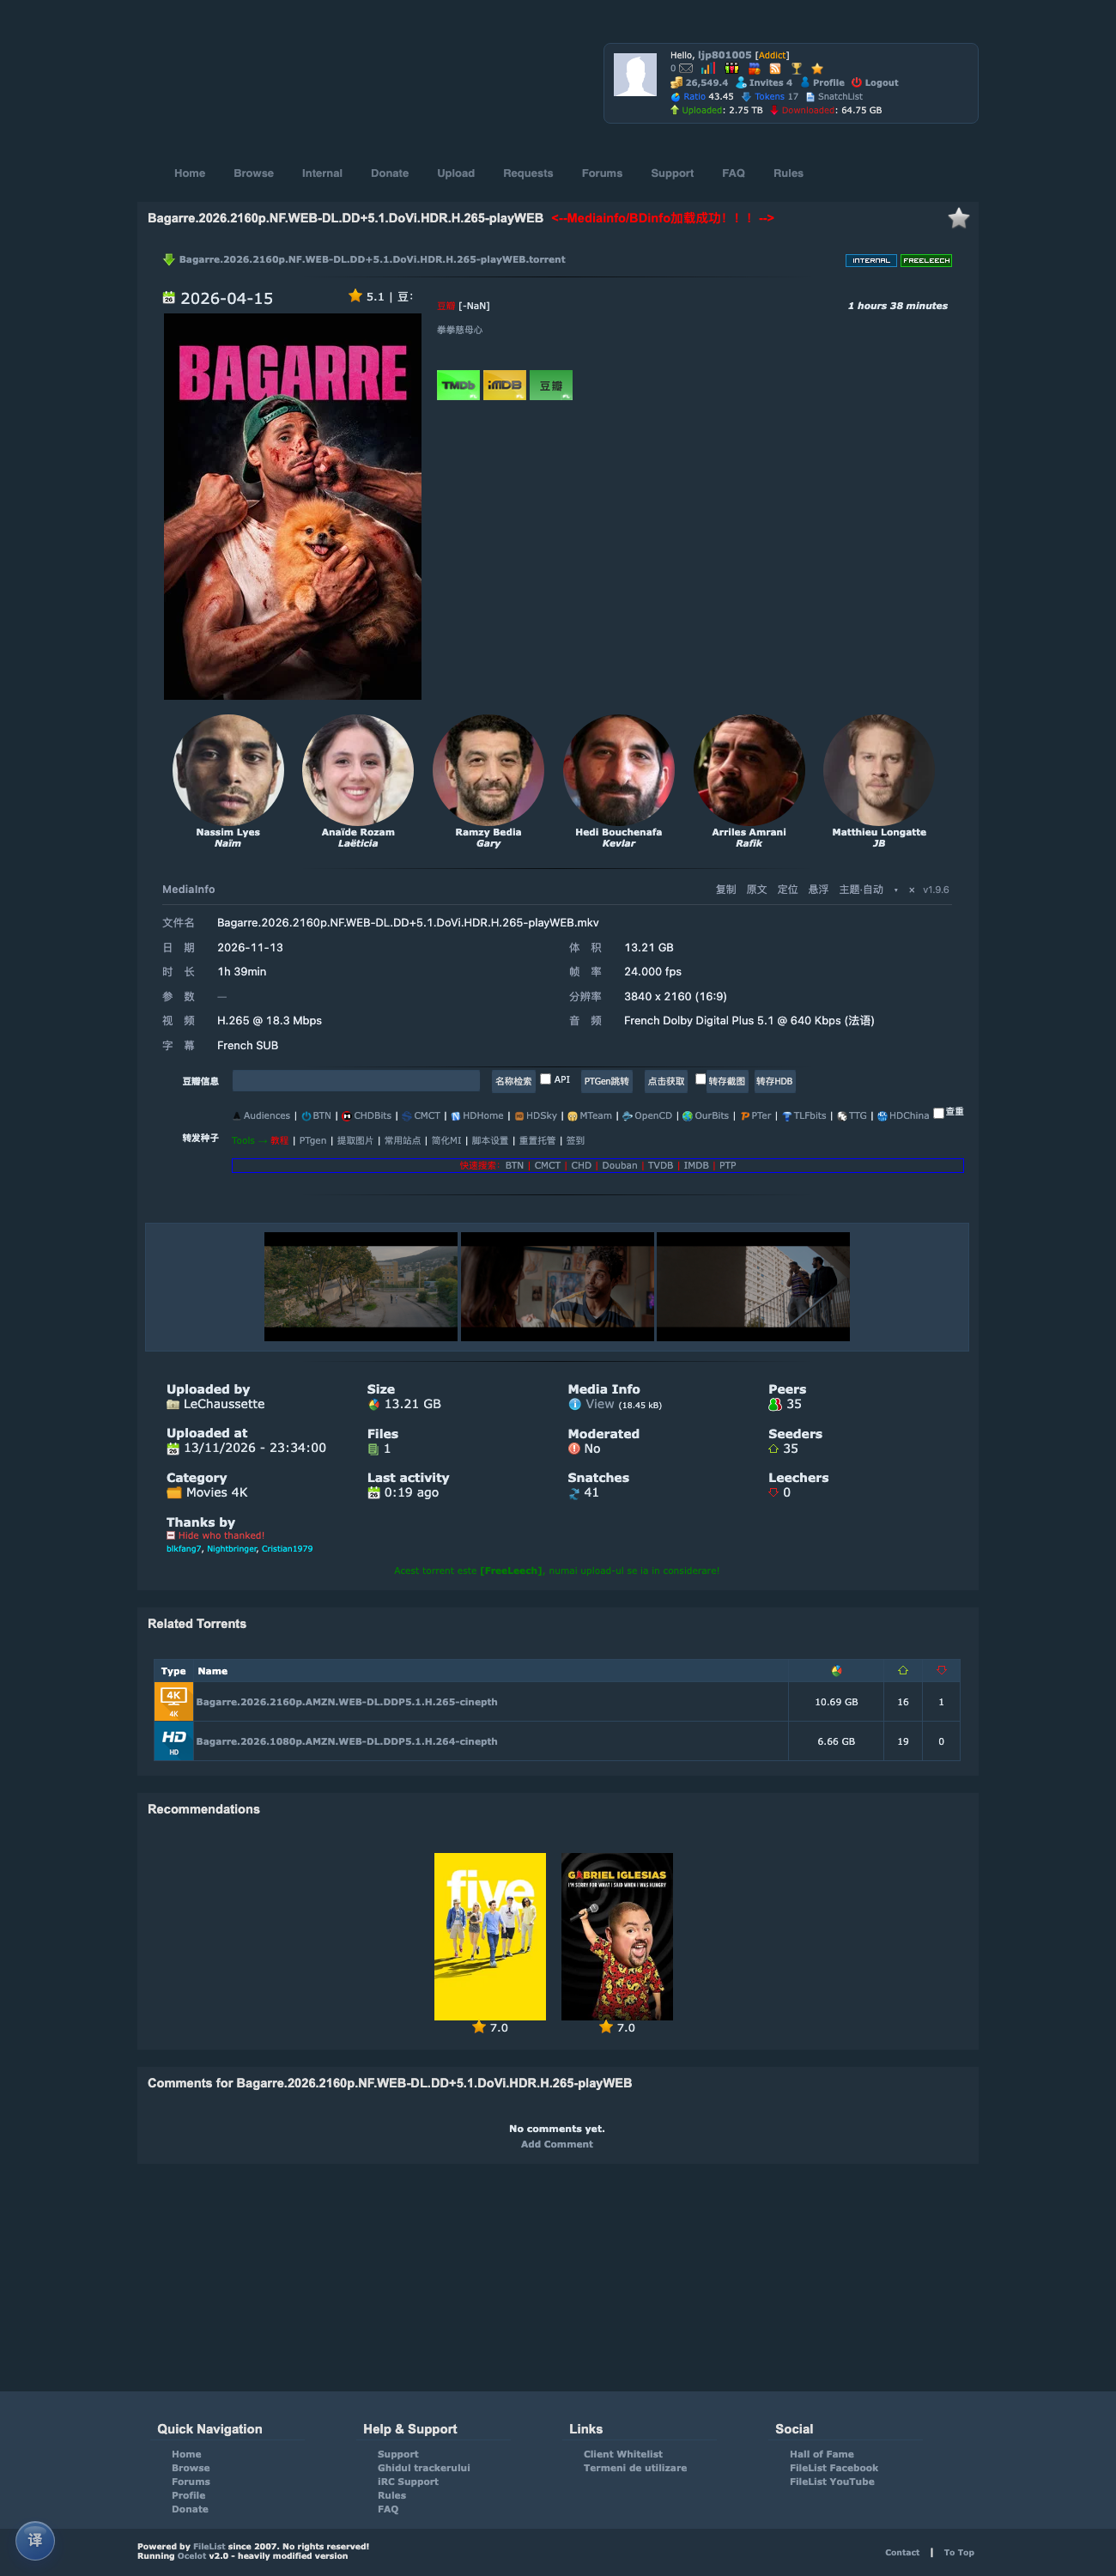 Hello, ljp801005 [Addict]
0
26,549.4 Invites 4 Profile Logout
Ratio 43.45 Tokens 17 SnatchList
Uploaded: 2.75 TB Downloaded: 64.75 GB
Home Browse Internal Donate Upload Requests Forums Support FAQ Rules
Bagarre.2026.2160p.NF.WEB-DL.DD+5.1.DoVi.HDR.H.265-playWEB <--Mediainfo/BDinfo加载成功！！！-->
Bagarre.2026.2160p.NF.WEB-DL.DD+5.1.DoVi.HDR.H.265-playWEB.torrent INTERNAL FREELEECH
2026-04-15 5.1 | 豆:
豆瓣 [-NaN] 1 hours 38 minutes
拳拳慈母心
TMDb iMDB 豆瓣
BAGARRE
Nassim Lyes Anaïde Rozam Ramzy Bedia Hedi Bouchenafa Arriles Amrani Matthieu Longatte
Naïm Laëticia Gary Kevlar Rafik JB
MediaInfo 复制 原文 定位 悬浮 主题·自动 • × v1.9.6
文件名 Bagarre.2026.2160p.NF.WEB-DL.DD+5.1.DoVi.HDR.H.265-playWEB.mkv
日 期 2026-11-13 体 积 13.21 GB
时 长 1h 39min 帧 率 24.000 fps
参 数 — 分辨率 3840 x 2160 (16:9)
视 频 H.265 @ 18.3 Mbps 音 频 French Dolby Digital Plus 5.1 @ 640 Kbps (法语)
字 幕 French SUB
豆瓣信息 名称检索 API PTGen跳转 点击获取 转存截图 转存HDB
Audiences | BTN | CHDBits | CMCT | HDHome | HDSky | MTeam | OpenCD | OurBits | PTer | TLFbits | TTG | HDChina 查重
转发种子 Tools → 教程 | PTgen | 提取图片 | 常用站点 | 简化MI | 脚本设置 | 重置托管 | 签到
快速搜索: BTN | CMCT | CHD | Douban | TVDB | IMDB | PTP
Uploaded by Size Media Info Peers
LeChaussette 13.21 GB View (18.45 kB) 35
Uploaded at Files Moderated Seeders
13/11/2026 - 23:34:00 1 No 35
Category Last activity Snatches Leechers
Movies 4K 0:19 ago 41 0
Thanks by
Hide who thanked!
blkfang7, Nightbringer, Cristian1979
Acest torrent este [FreeLeech], numai upload-ul se ia in considerare!
Related Torrents
Type Name
4K 4K Bagarre.2026.2160p.AMZN.WEB-DL.DDP5.1.H.265-cinepth 10.69 GB 16 1
HD HD Bagarre.2026.1080p.AMZN.WEB-DL.DDP5.1.H.264-cinepth 6.66 GB 19 0
Recommendations
five
GABRIEL IGLESIAS
I'M SORRY FOR WHAT I SAID WHEN I WAS HUNGRY
7.0 7.0
Comments for Bagarre.2026.2160p.NF.WEB-DL.DD+5.1.DoVi.HDR.H.265-playWEB
No comments yet.
Add Comment
Quick Navigation Help & Support Links Social
Home Support Client Whitelist Hall of Fame
Browse Ghidul trackerului Termeni de utilizare FileList Facebook
Forums iRC Support FileList YouTube
Profile Rules
Donate FAQ
译
Powered by FileList since 2007. No rights reserved!
Running Ocelot v2.0 - heavily modified version
Contact | To Top